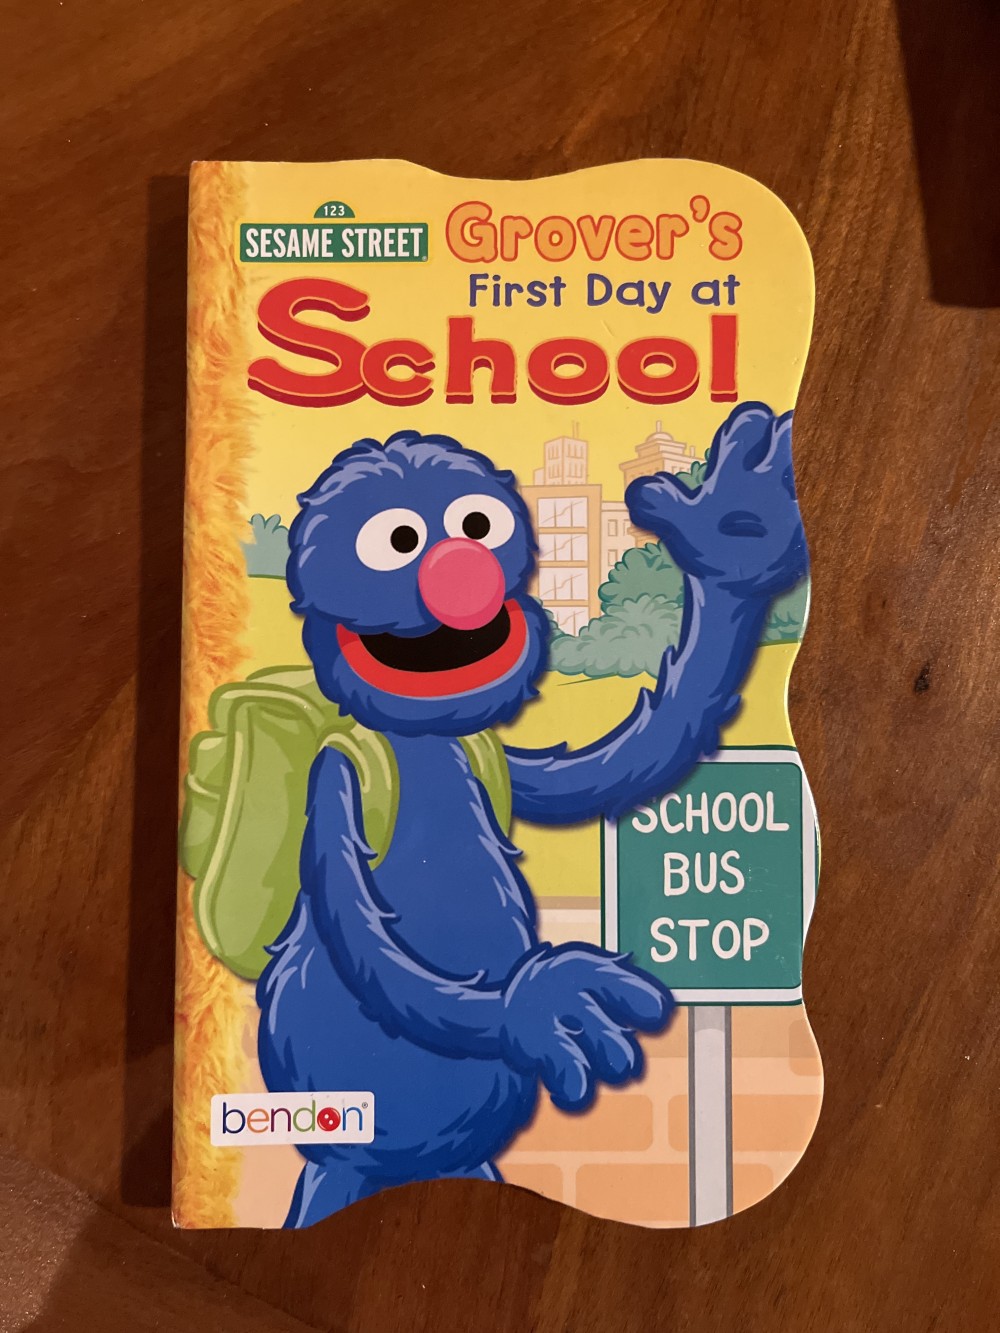 123
SESAME STREET®
Grover's
First Day at
School
SCHOOL
BUS
STOP
bendon®